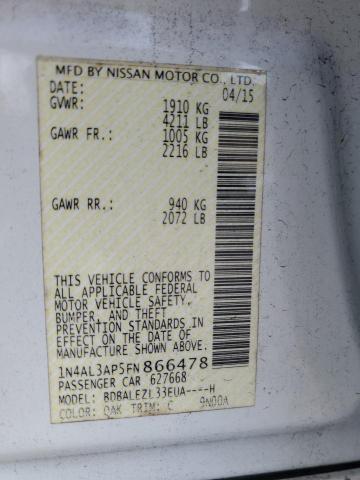 MFD BY NISSAN MOTOR CO., LTD.
DATE: 04/15
GVWR: 1910 KG
4211 LB
GAWR FR: 1005 KG
2216 LB
GAWR RR: 940 KG
2072 LB
THIS VEHICLE CONFORMS TO
ALL APPLICABLE FEDERAL
MOTOR VEHICLE SAFETY,
BUMPER, AND THEFT
PREVENTION STANDARDS IN
EFFECT ON THE DATE OF
MANUFACTURE SHOWN ABOVE.
1N4AL3AP5FN866478
PASSENGER CAR 627668
MODEL: BDBALEZL33EUA----H
COLOR: QAK TRIM: C 9N00A